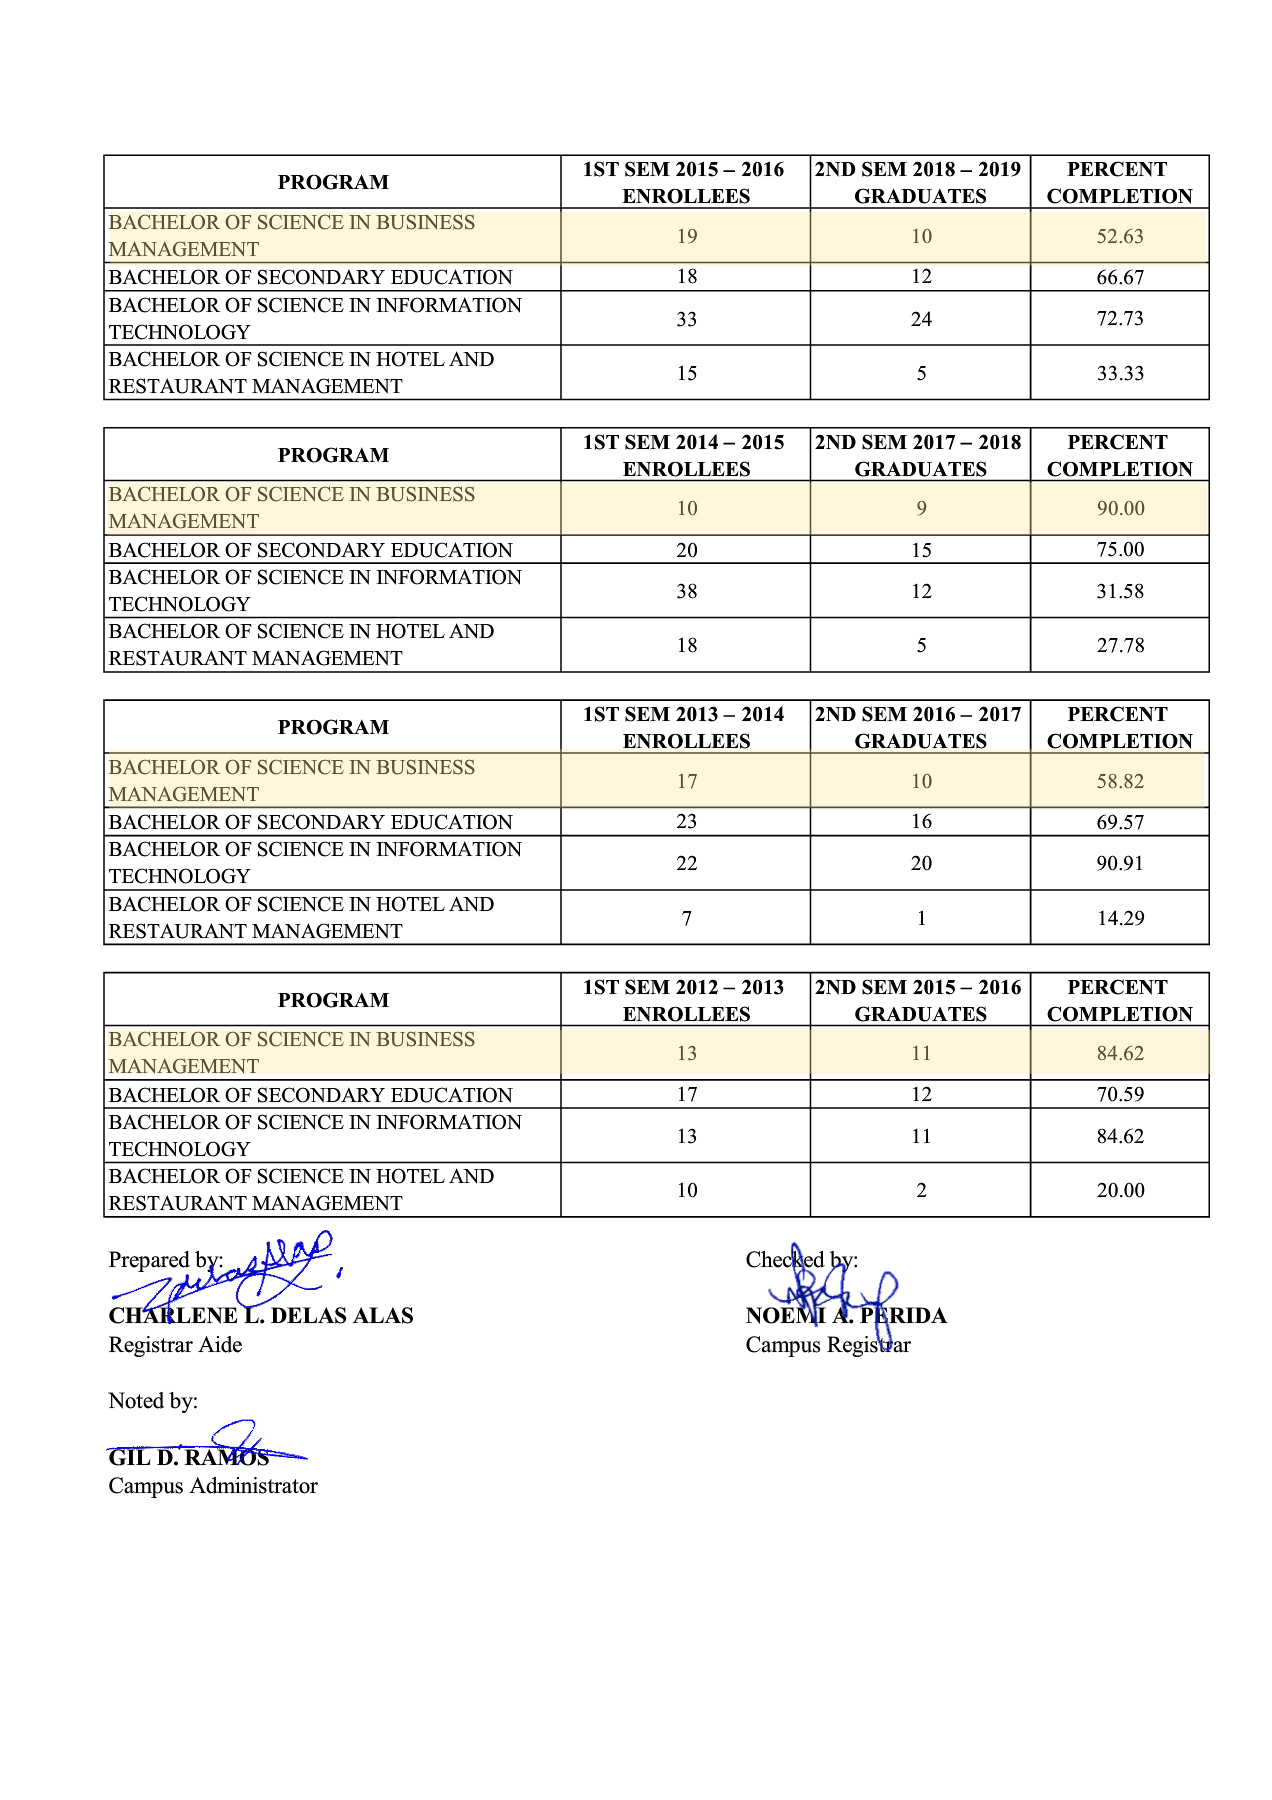 PROGRAM 1ST SEM 2015 – 2016 ENROLLEES 2ND SEM 2018 – 2019 GRADUATES PERCENT COMPLETION
BACHELOR OF SCIENCE IN BUSINESS MANAGEMENT 19 10 52.63
BACHELOR OF SECONDARY EDUCATION 18 12 66.67
BACHELOR OF SCIENCE IN INFORMATION TECHNOLOGY 33 24 72.73
BACHELOR OF SCIENCE IN HOTEL AND RESTAURANT MANAGEMENT 15 5 33.33
PROGRAM 1ST SEM 2014 – 2015 ENROLLEES 2ND SEM 2017 – 2018 GRADUATES PERCENT COMPLETION
BACHELOR OF SCIENCE IN BUSINESS MANAGEMENT 10 9 90.00
BACHELOR OF SECONDARY EDUCATION 20 15 75.00
BACHELOR OF SCIENCE IN INFORMATION TECHNOLOGY 38 12 31.58
BACHELOR OF SCIENCE IN HOTEL AND RESTAURANT MANAGEMENT 18 5 27.78
PROGRAM 1ST SEM 2013 – 2014 ENROLLEES 2ND SEM 2016 – 2017 GRADUATES PERCENT COMPLETION
BACHELOR OF SCIENCE IN BUSINESS MANAGEMENT 17 10 58.82
BACHELOR OF SECONDARY EDUCATION 23 16 69.57
BACHELOR OF SCIENCE IN INFORMATION TECHNOLOGY 22 20 90.91
BACHELOR OF SCIENCE IN HOTEL AND RESTAURANT MANAGEMENT 7 1 14.29
PROGRAM 1ST SEM 2012 – 2013 ENROLLEES 2ND SEM 2015 – 2016 GRADUATES PERCENT COMPLETION
BACHELOR OF SCIENCE IN BUSINESS MANAGEMENT 13 11 84.62
BACHELOR OF SECONDARY EDUCATION 17 12 70.59
BACHELOR OF SCIENCE IN INFORMATION TECHNOLOGY 13 11 84.62
BACHELOR OF SCIENCE IN HOTEL AND RESTAURANT MANAGEMENT 10 2 20.00
Prepared by: Checked by:
CHARLENE L. DELAS ALAS NOEMI A. PERIDA
Registrar Aide Campus Registrar
Noted by:
GIL D. RAMOS
Campus Administrator